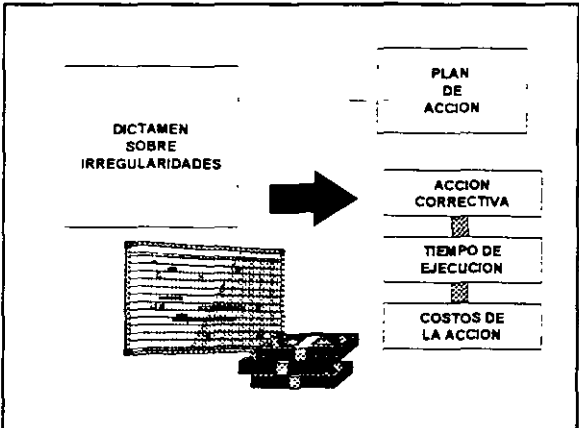 DICTAMEN
SOBRE
IRREGULARIDADES
PLAN
DE
ACCION
ACCION
CORRECTIVA
TIEMPO DE
EJECUCION
COSTOS DE
LA ACCION